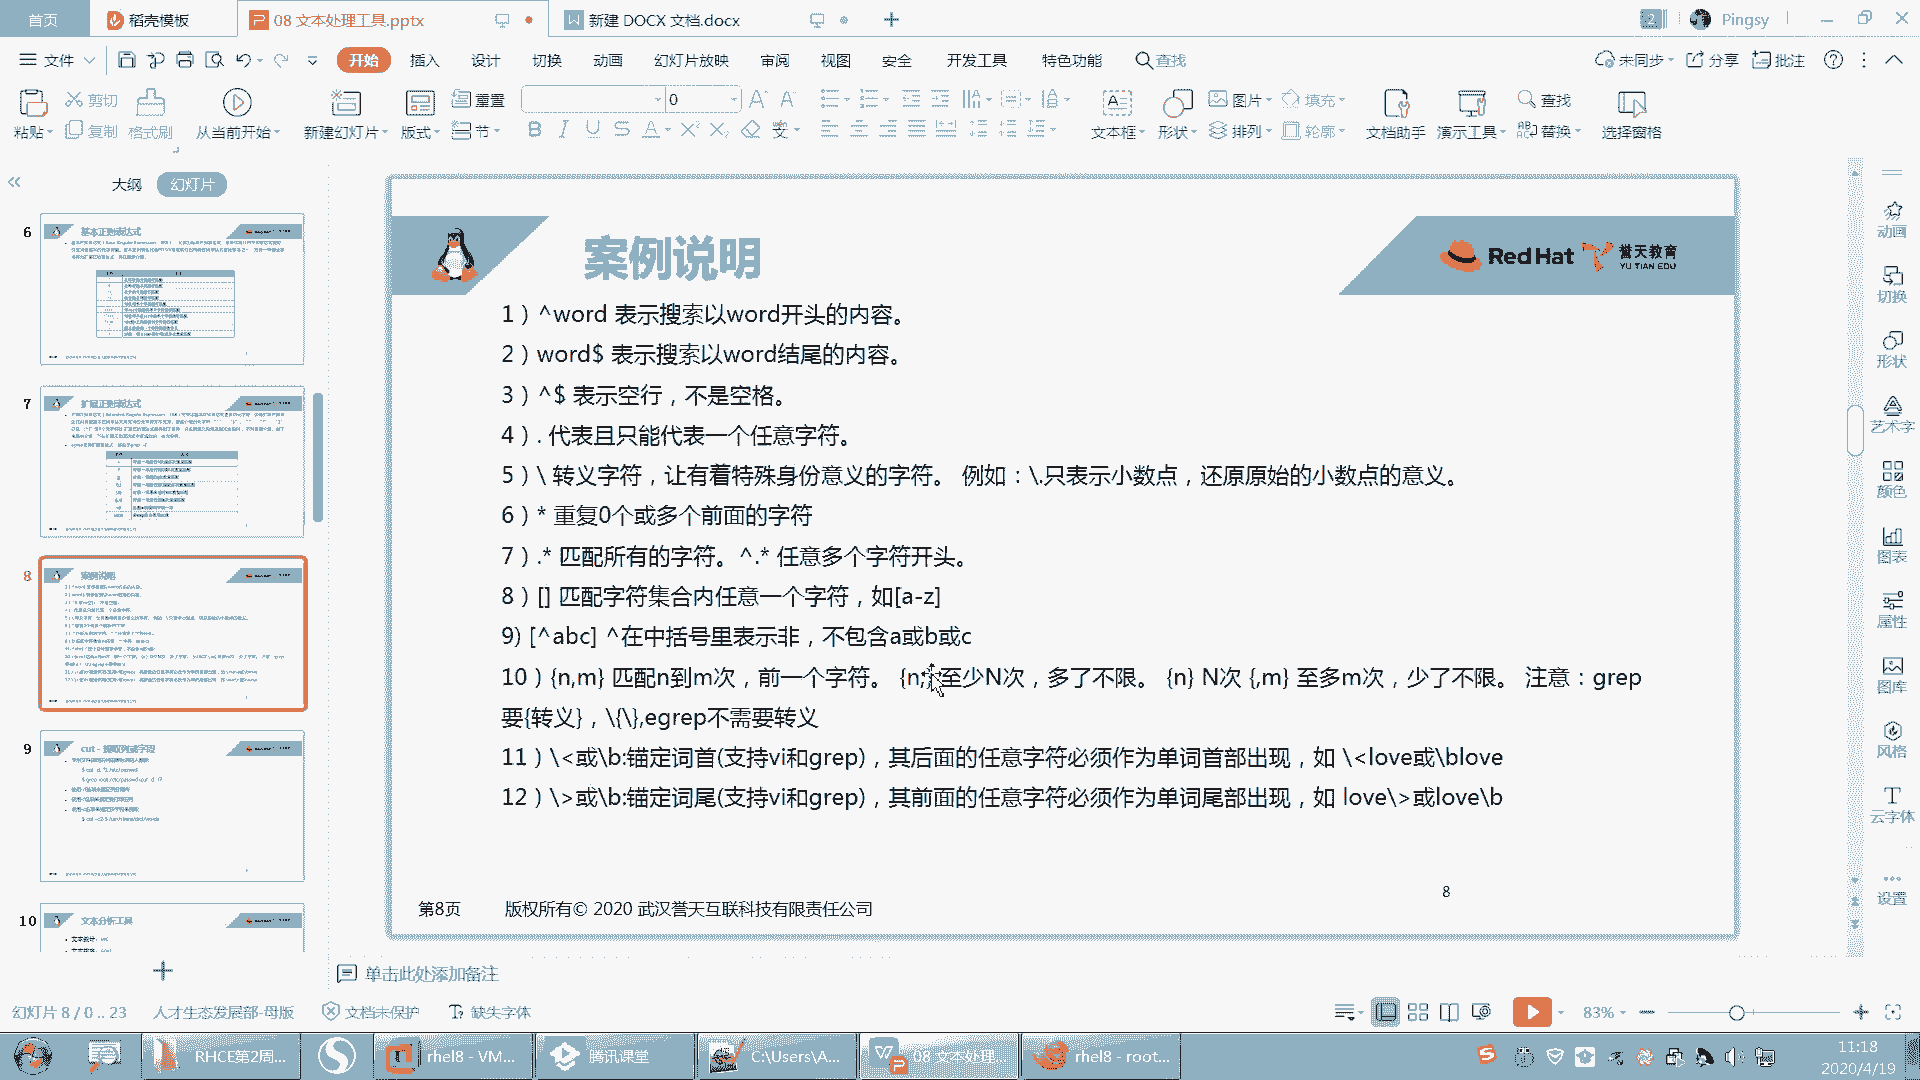 首页
稻壳模板
08 文本处理工具.pptx
新建 DOCX 文档.docx
2
Pingsy
文件
开始
插入
设计
切换
动画
幻灯片放映
审阅
视图
安全
开发工具
特色功能
查找
未同步
分享
批注
粘贴
剪切
复制
格式刷
从当前开始
新建幻灯片
版式
重置
节
0
文本框
形状
图片
排列
填充
轮廓
文档助手
演示工具
查找
替换
选择窗格
大纲
幻灯片
6
基本正则表达式
7
扩展正则表达式
8
案例说明
9
cut - 提取列或字段
10
文本分析工具
案例说明
Red Hat
誉天教育
YU TIAN EDU
1）^word 表示搜索以word开头的内容。
2）word$ 表示搜索以word结尾的内容。
3）^$ 表示空行，不是空格。
4）. 代表且只能代表一个任意字符。
5）\ 转义字符，让有着特殊身份意义的字符。 例如：\.只表示小数点，还原原始的小数点的意义。
6）* 重复0个或多个前面的字符
7）.* 匹配所有的字符。^.* 任意多个字符开头。
8）[] 匹配字符集合内任意一个字符，如[a-z]
9) [^abc] ^在中括号里表示非，不包含a或b或c
10）{n,m} 匹配n到m次，前一个字符。 {n,}至少N次，多了不限。 {n} N次 {,m} 至多m次，少了不限。 注意：grep
要{转义}，\{\},egrep不需要转义
11）\<或\b:锚定词首(支持vi和grep)，其后面的任意字符必须作为单词首部出现，如 \<love或\blove
12）\>或\b:锚定词尾(支持vi和grep)，其前面的任意字符必须作为单词尾部出现，如 love\>或love\b
8
第8页
版权所有© 2020 武汉誉天互联科技有限责任公司
单击此处添加备注
动画
切换
形状
艺术字
颜色
图表
属性
图库
风格
云字体
设置
幻灯片 8 / 0 .. 23
人才生态发展部-母版
文档未保护
缺失字体
83%
RHCE第2周...
rhel8 - VM...
腾讯课堂
C:\Users\A...
08 文本处理...
rhel8 - root...
11:18
2020/4/19